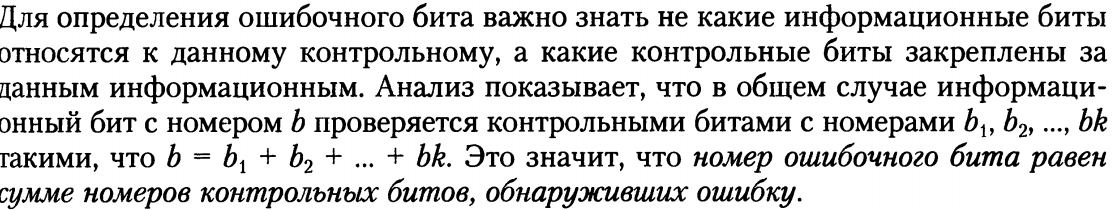 Для определения ошибочного бита важно знать не какие информационные биты
относятся к данному контрольному, а какие контрольные биты закреплены за
данным информационным. Анализ показывает, что в общем случае информаци-
онный бит с номером b проверяется контрольными битами с номерами b₁, b₂, ..., bk
такими, что b = b₁ + b₂ + ... + bk. Это значит, что номер ошибочного бита равен
сумме номеров контрольных битов, обнаруживших ошибку.